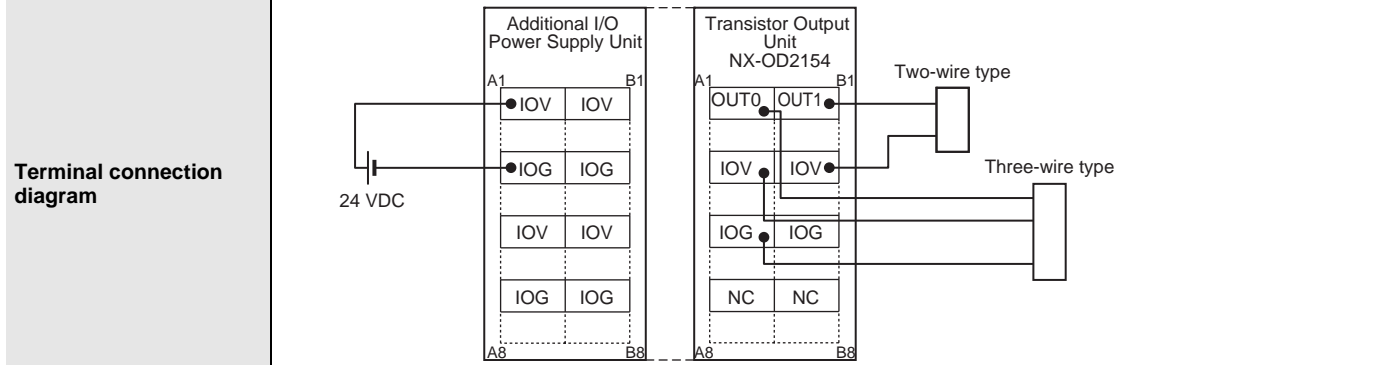 Terminal connection
diagram
Additional I/O
Power Supply Unit
A1
B1
IOV
IOV
IOG
IOG
IOV
IOV
IOG
IOG
A8
B8
24 VDC
Transistor Output
Unit
NX-OD2154
A1
B1
OUT0
OUT1
IOV
IOV
IOG
IOG
NC
NC
A8
B8
Two-wire type
Three-wire type